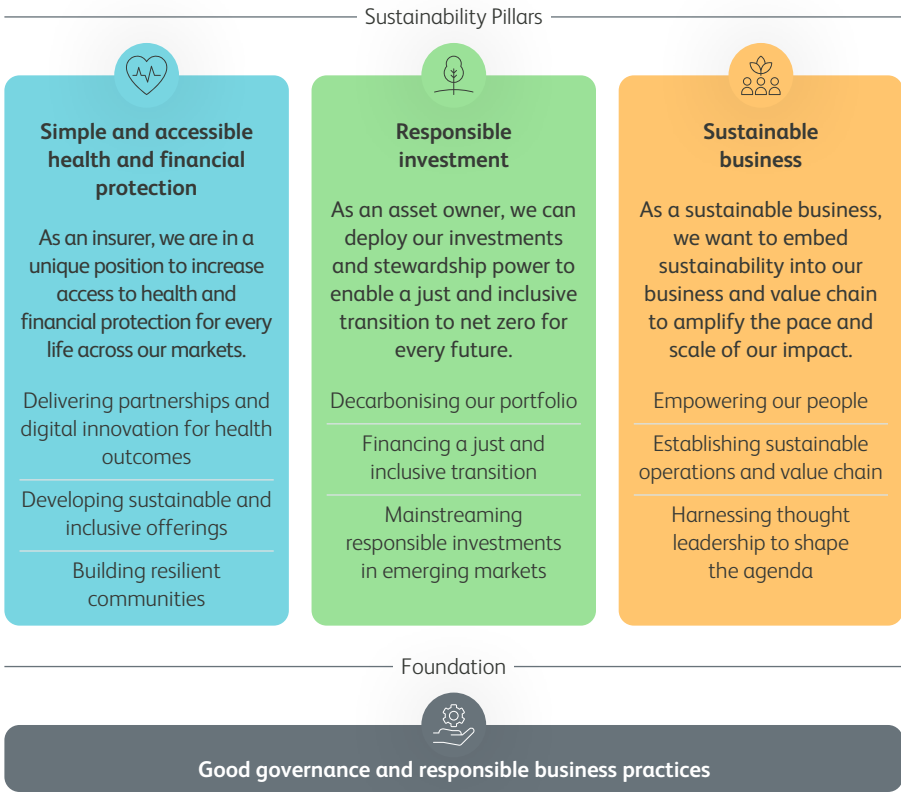 Sustainability Pillars
Simple and accessible
health and financial
protection
As an insurer, we are in a
unique position to increase
access to health and
financial protection for every
life across our markets.
Delivering partnerships and
digital innovation for health
outcomes
Developing sustainable and
inclusive offerings
Building resilient
communities
Responsible
investment
As an asset owner, we can
deploy our investments
and stewardship power to
enable a just and inclusive
transition to net zero for
every future.
Decarbonising our portfolio
Financing a just and
inclusive transition
Mainstreaming
responsible investments
in emerging markets
Sustainable
business
As a sustainable business,
we want to embed
sustainability into our
business and value chain
to amplify the pace and
scale of our impact.
Empowering our people
Establishing sustainable
operations and value chain
Harnessing thought
leadership to shape
the agenda
Foundation
Good governance and responsible business practices